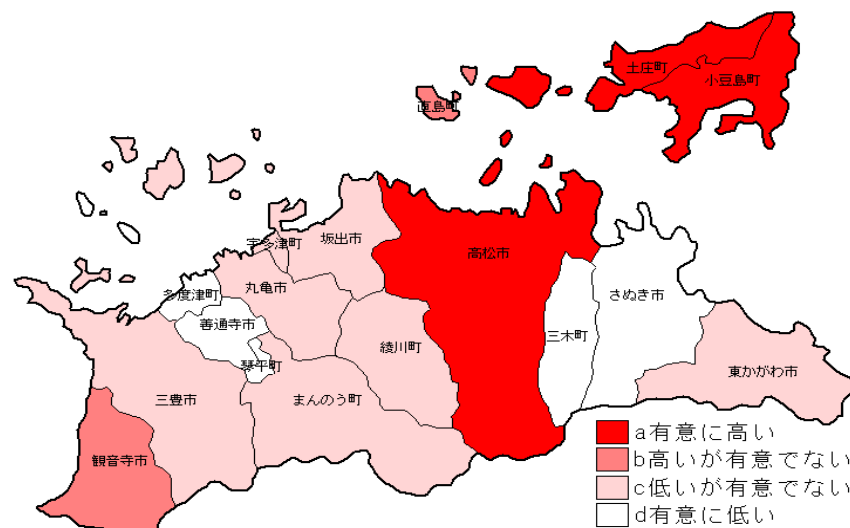 土庄町
小豆島町
直島町
坂出市
宇多津町
高松市
丸亀市
多度津町
さぬき市
善通寺市
三木町
綾川町
琴平町
東かがわ市
三豊市
まんのう町
観音寺市
a有意に高い
b高いが有意でない
c低いが有意でない
d有意に低い